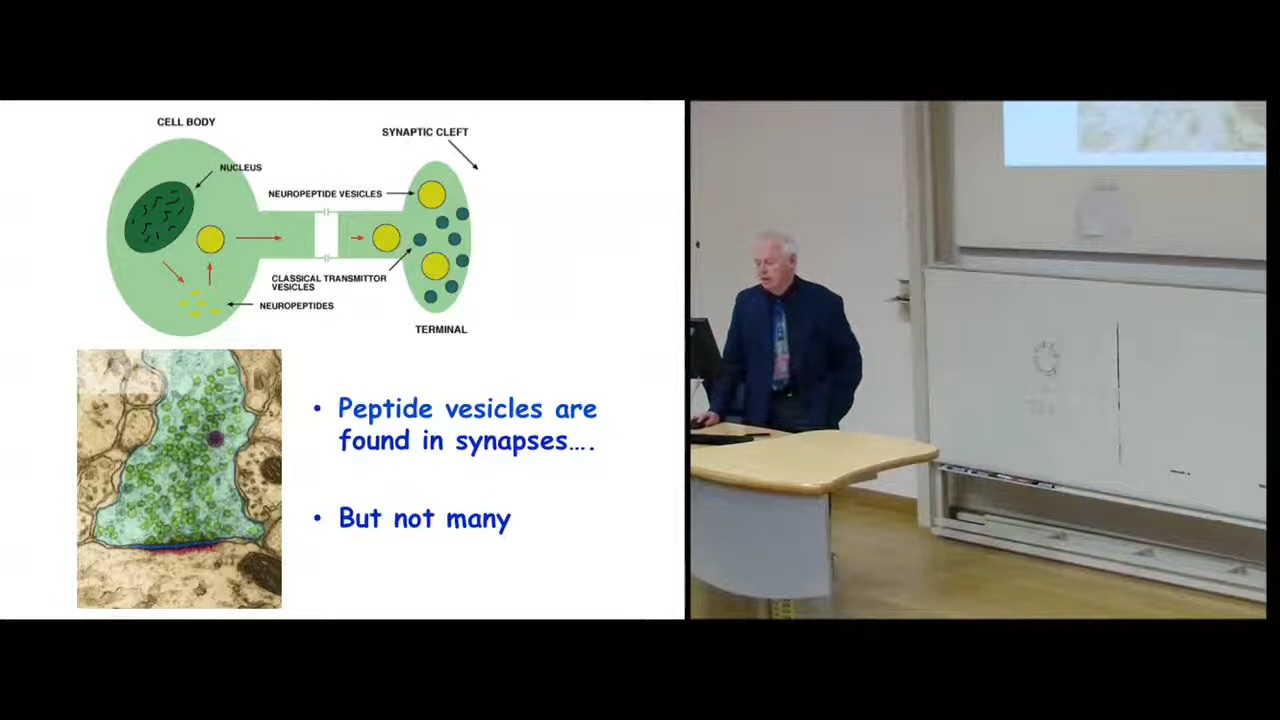 CELL BODY
SYNAPTIC CLEFT
NUCLEUS
NEUROPEPTIDE VESICLES
CLASSICAL TRANSMITTOR
VESICLES
NEUROPEPTIDES
TERMINAL
• Peptide vesicles are
found in synapses….
• But not many